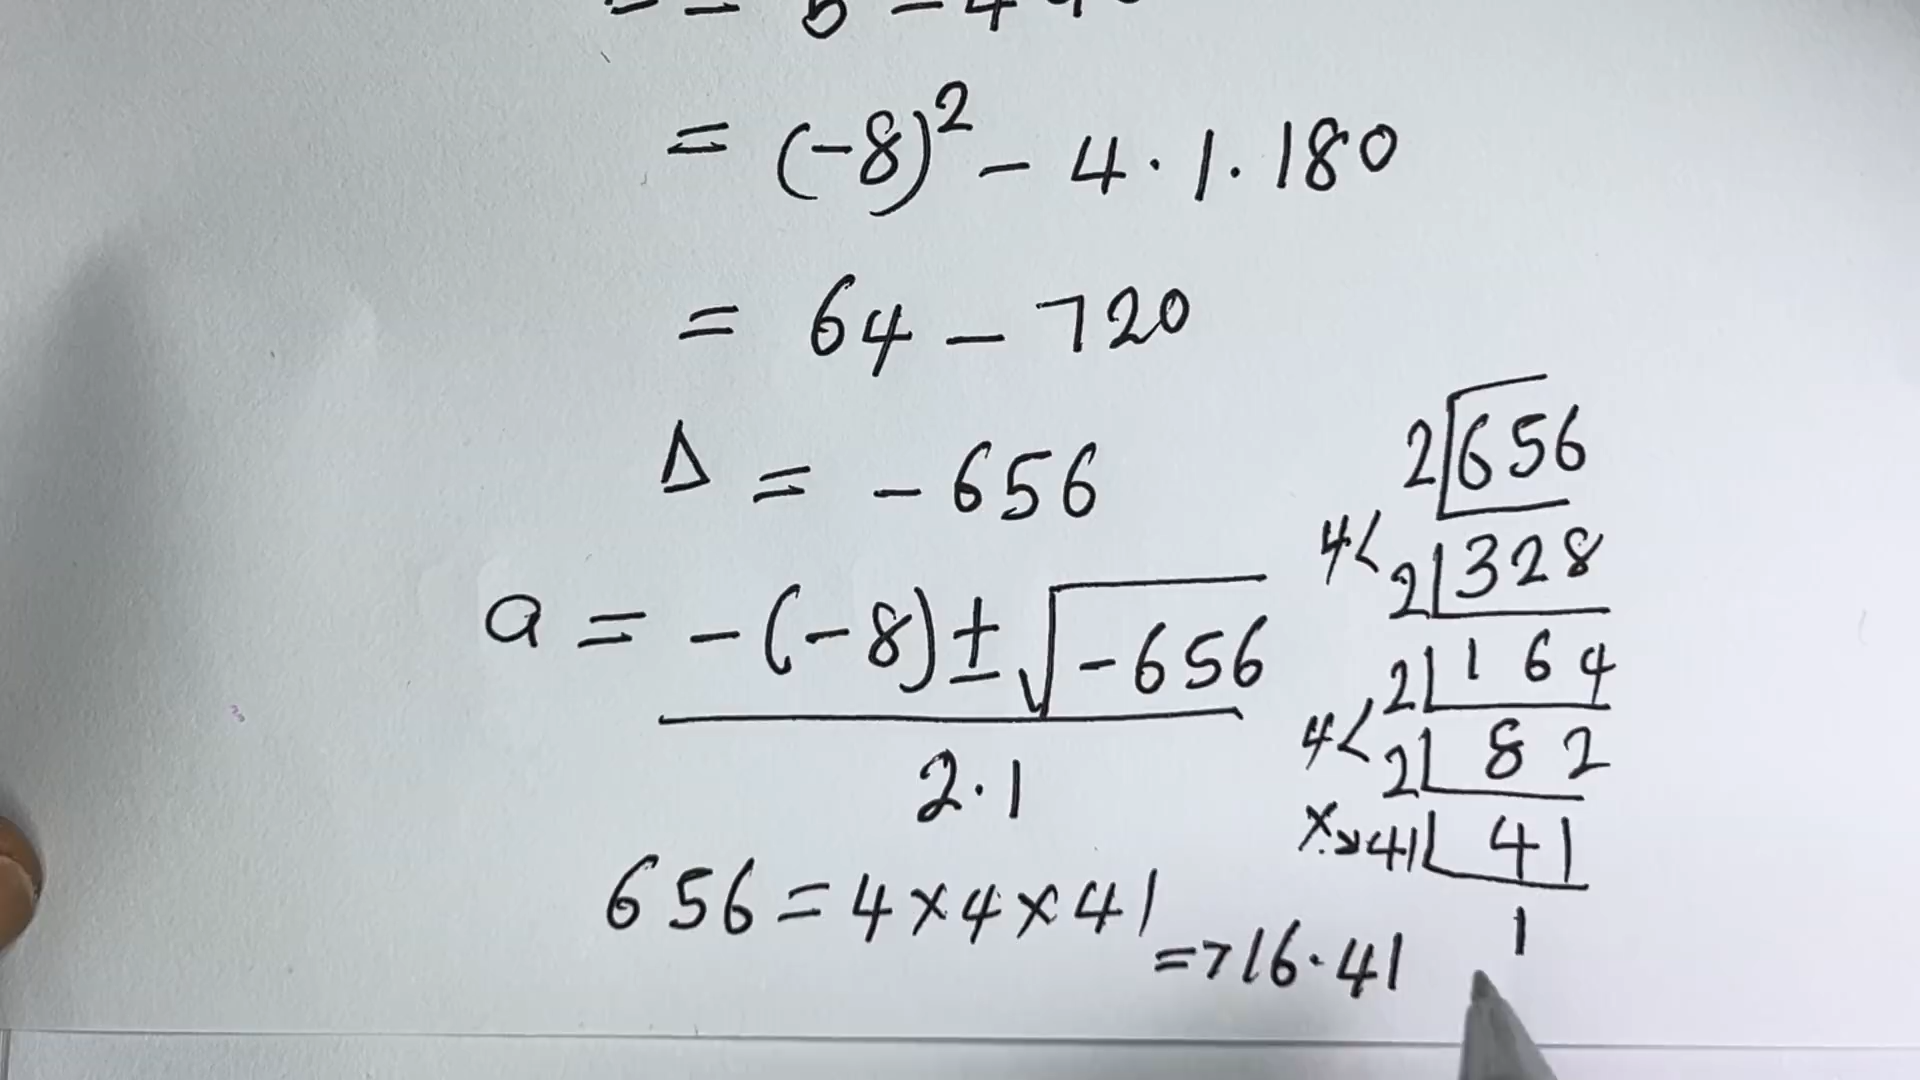 = (-8)² - 4·1·180
= 64 - 720
Δ = -656
a = -(-8) ± √-656
2·1
656 = 4×4×41
=> 16·41
2 656
4< 2 328
2 164
4< 2 82
41 41
1